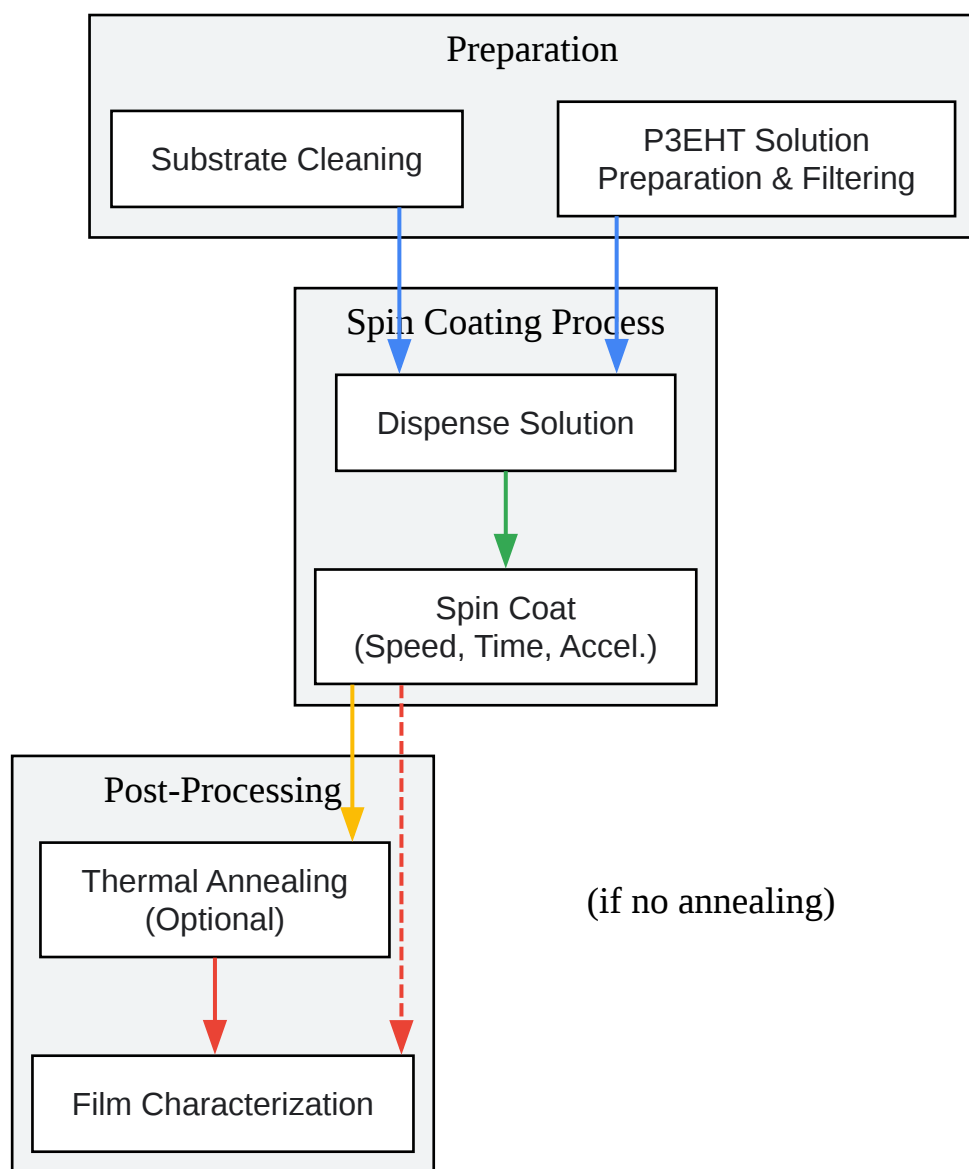 Preparation
Substrate Cleaning
P3EHT Solution
Preparation & Filtering
Spin Coating Process
Dispense Solution
Spin Coat
(Speed, Time, Accel.)
Post-Processing
Thermal Annealing
(Optional)
(if no annealing)
Film Characterization